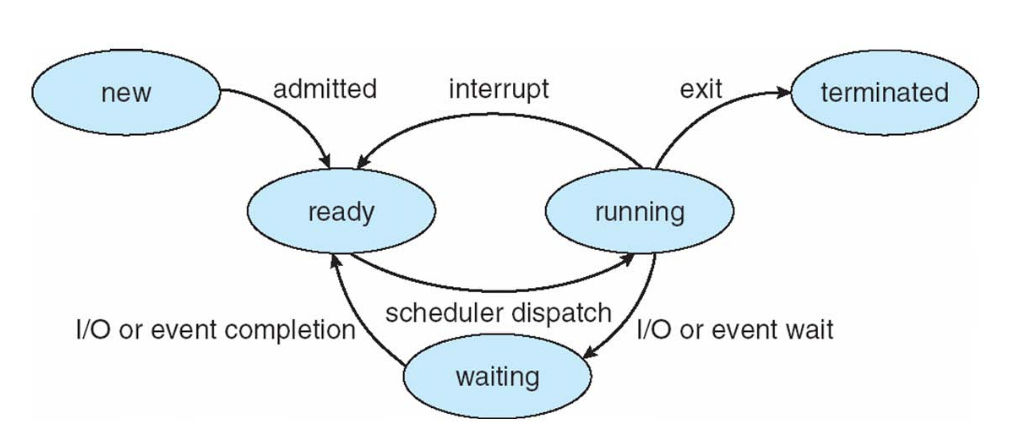 new
admitted
interrupt
exit
terminated
ready
running
scheduler dispatch
I/O or event completion
I/O or event wait
waiting